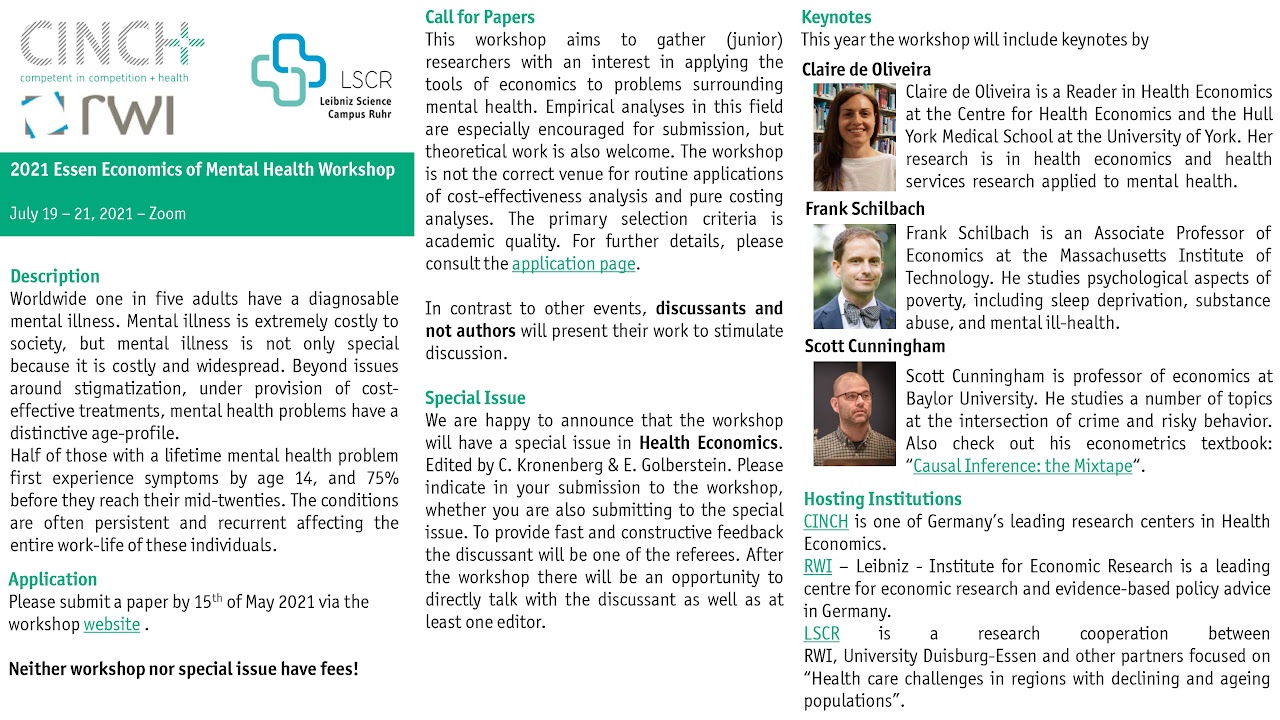 CINCH+
competent in competition + health
rwi
LSCR
Leibniz Science
Campus Ruhr
2021 Essen Economics of Mental Health Workshop
July 19 – 21, 2021 – Zoom
Description
Worldwide one in five adults have a diagnosable
mental illness. Mental illness is extremely costly to
society, but mental illness is not only special
because it is costly and widespread. Beyond issues
around stigmatization, under provision of cost-
effective treatments, mental health problems have a
distinctive age-profile.
Half of those with a lifetime mental health problem
first experience symptoms by age 14, and 75%
before they reach their mid-twenties. The conditions
are often persistent and recurrent affecting the
entire work-life of these individuals.
Application
Please submit a paper by 15th of May 2021 via the
workshop website .
Neither workshop nor special issue have fees!
Call for Papers
This workshop aims to gather (junior)
researchers with an interest in applying the
tools of economics to problems surrounding
mental health. Empirical analyses in this field
are especially encouraged for submission, but
theoretical work is also welcome. The workshop
is not the correct venue for routine applications
of cost-effectiveness analysis and pure costing
analyses. The primary selection criteria is
academic quality. For further details, please
consult the application page.
In contrast to other events, discussants and
not authors will present their work to stimulate
discussion.
Special Issue
We are happy to announce that the workshop
will have a special issue in Health Economics.
Edited by C. Kronenberg & E. Golberstein. Please
indicate in your submission to the workshop,
whether you are also submitting to the special
issue. To provide fast and constructive feedback
the discussant will be one of the referees. After
the workshop there will be an opportunity to
directly talk with the discussant as well as at
least one editor.
Keynotes
This year the workshop will include keynotes by
Claire de Oliveira
Claire de Oliveira is a Reader in Health Economics
at the Centre for Health Economics and the Hull
York Medical School at the University of York. Her
research is in health economics and health
services research applied to mental health.
Frank Schilbach
Frank Schilbach is an Associate Professor of
Economics at the Massachusetts Institute of
Technology. He studies psychological aspects of
poverty, including sleep deprivation, substance
abuse, and mental ill-health.
Scott Cunningham
Scott Cunningham is professor of economics at
Baylor University. He studies a number of topics
at the intersection of crime and risky behavior.
Also check out his econometrics textbook:
“Causal Inference: the Mixtape“.
Hosting Institutions
CINCH is one of Germany’s leading research centers in Health
Economics.
RWI – Leibniz - Institute for Economic Research is a leading
centre for economic research and evidence-based policy advice
in Germany.
LSCR is a research cooperation between
RWI, University Duisburg-Essen and other partners focused on
“Health care challenges in regions with declining and ageing
populations”.